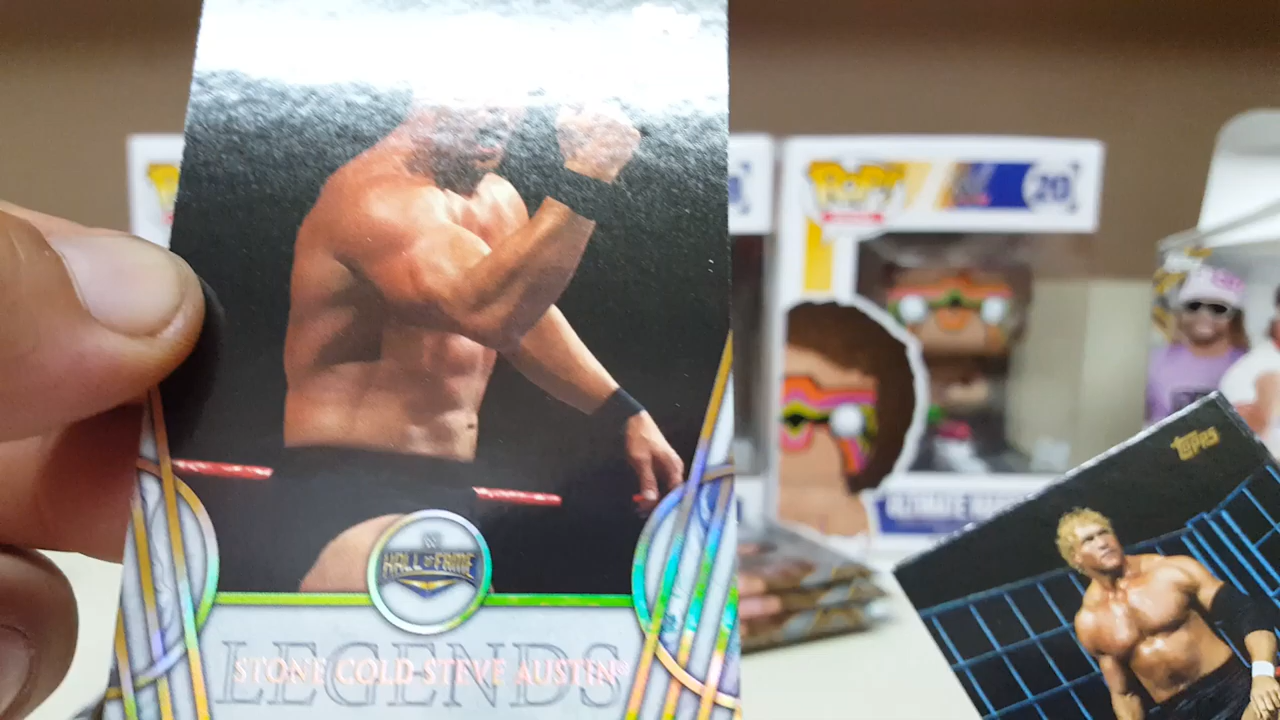 POP!
20
TOPPS
HALL OF FAME
LEGENDS
STONE COLD STEVE AUSTIN®